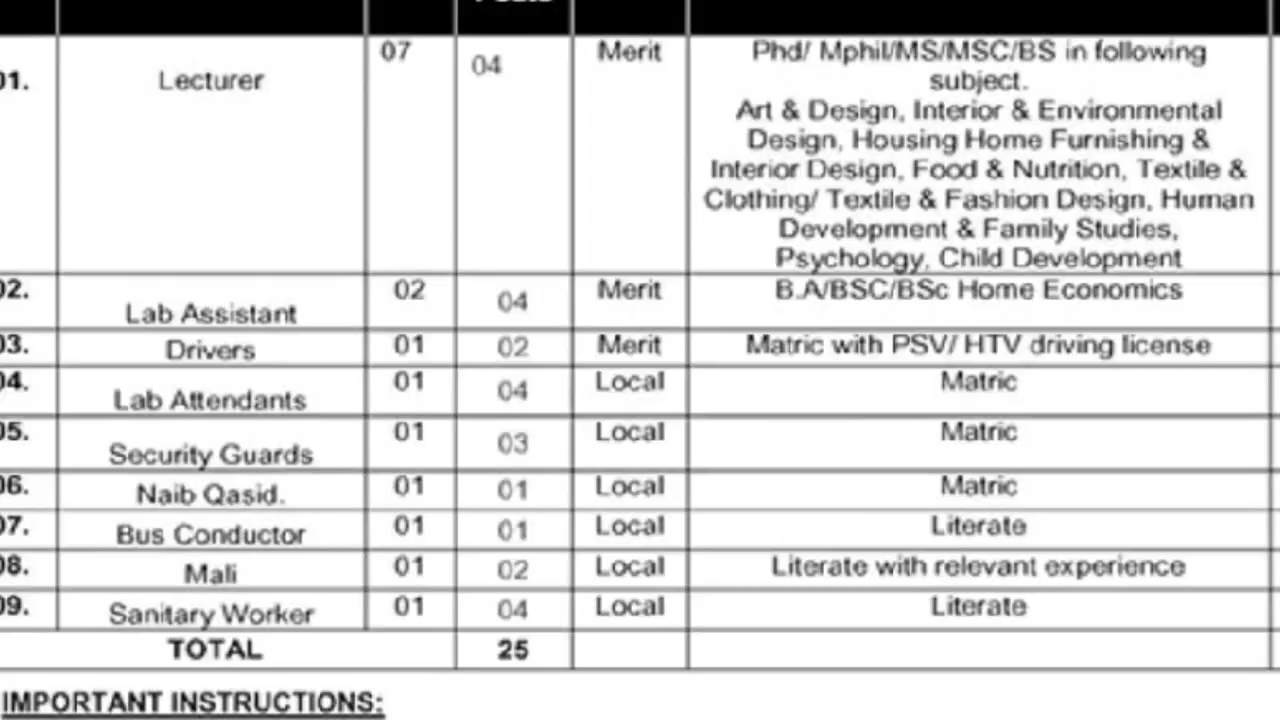 01. Lecturer 07 04 Merit Phd/ Mphil/MS/MSC/BS in following
subject.
Art & Design, Interior & Environmental
Design, Housing Home Furnishing &
Interior Design, Food & Nutrition, Textile &
Clothing/ Textile & Fashion Design, Human
Development & Family Studies,
Psychology, Child Development
02. Lab Assistant 02 04 Merit B.A/BSC/BSc Home Economics
03. Drivers 01 02 Merit Matric with PSV/ HTV driving license
04. Lab Attendants 01 04 Local Matric
05. Security Guards 01 03 Local Matric
06. Naib Qasid. 01 01 Local Matric
07. Bus Conductor 01 01 Local Literate
08. Mali 01 02 Local Literate with relevant experience
09. Sanitary Worker 01 04 Local Literate
TOTAL 25
IMPORTANT INSTRUCTIONS: